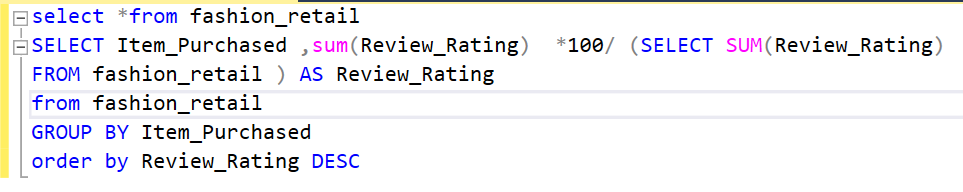 select *from fashion_retail
SELECT Item_Purchased ,sum(Review_Rating)  *100/ (SELECT SUM(Review_Rating)
FROM fashion_retail ) AS Review_Rating
from fashion_retail
GROUP BY Item_Purchased
order by Review_Rating DESC